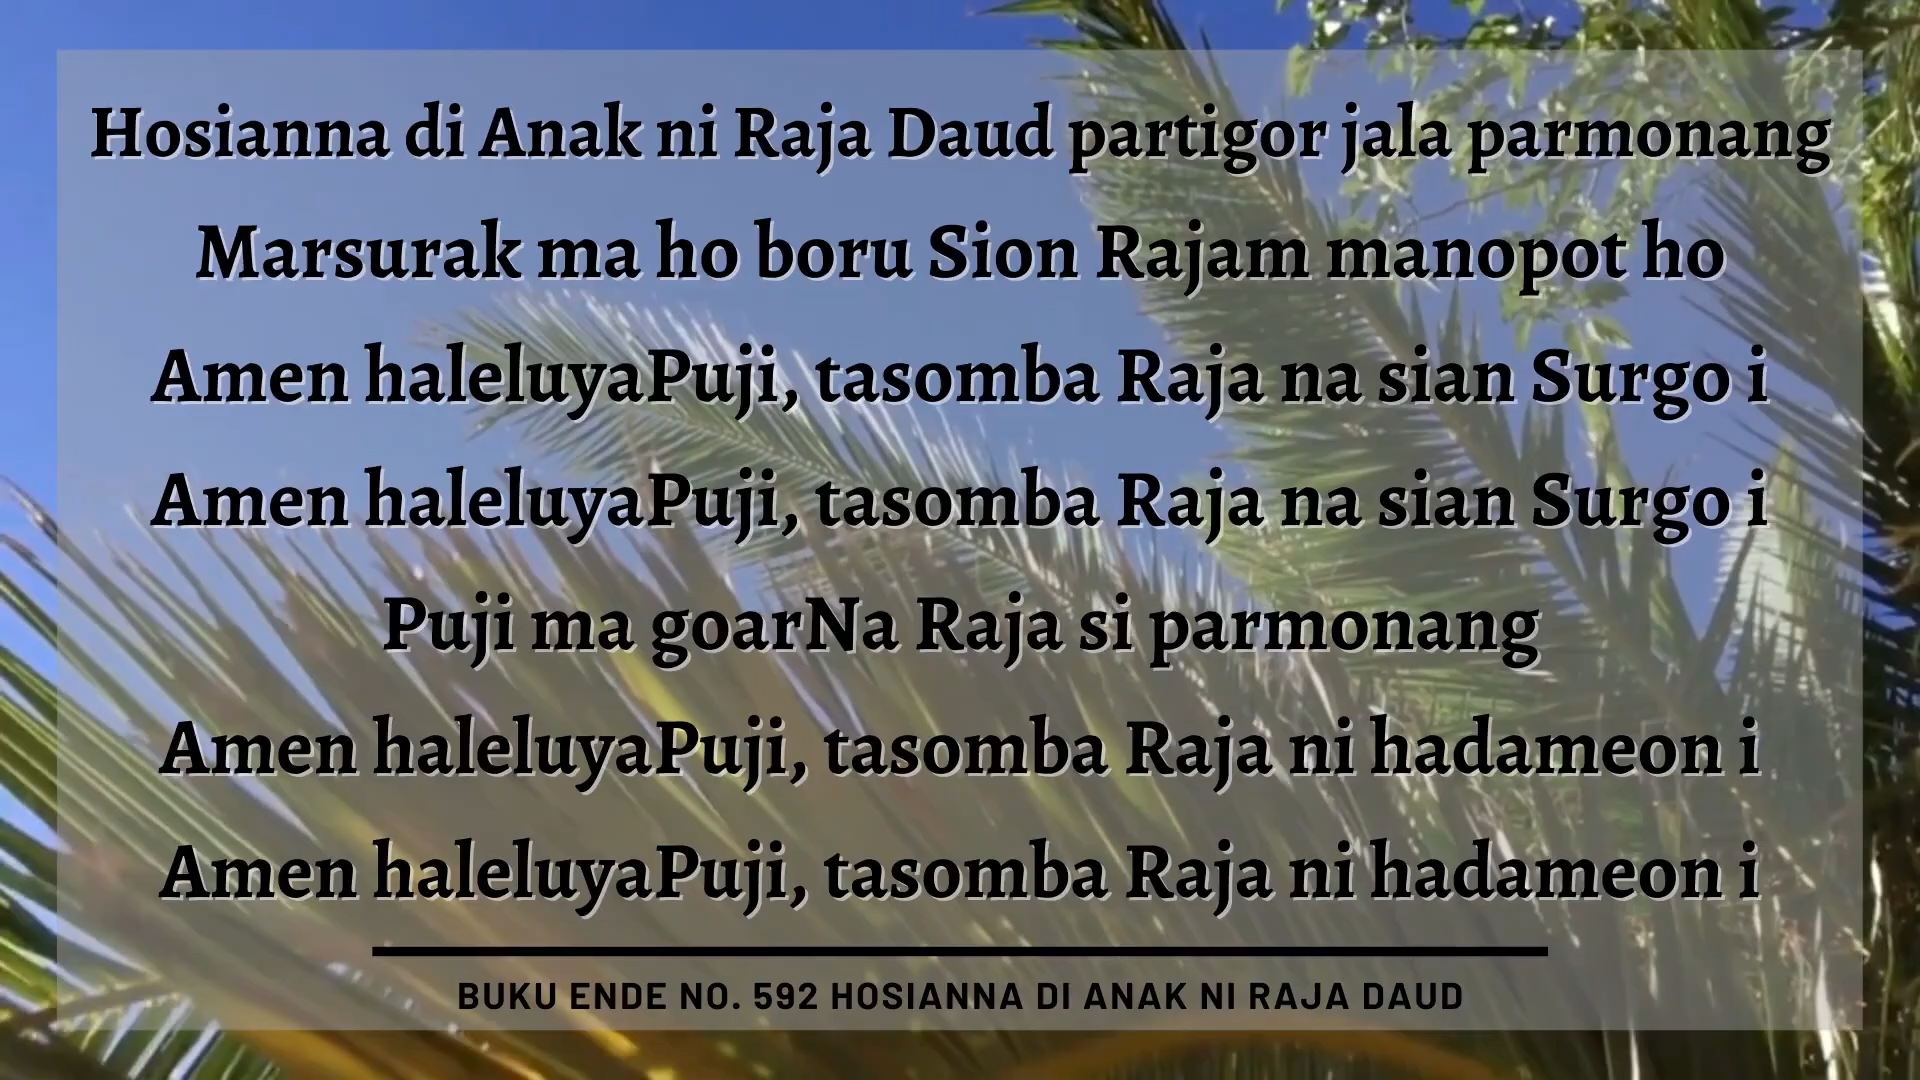 Hosianna di Anak ni Raja Daud partigor jala parmonang
Marsurak ma ho boru Sion Rajam manopot ho
Amen haleluyaPuji, tasomba Raja na sian Surgo i
Amen haleluyaPuji, tasomba Raja na sian Surgo i
Puji ma goarNa Raja si parmonang
Amen haleluyaPuji, tasomba Raja ni hadameon i
Amen haleluyaPuji, tasomba Raja ni hadameon i
BUKU ENDE NO. 592 HOSIANNA DI ANAK NI RAJA DAUD